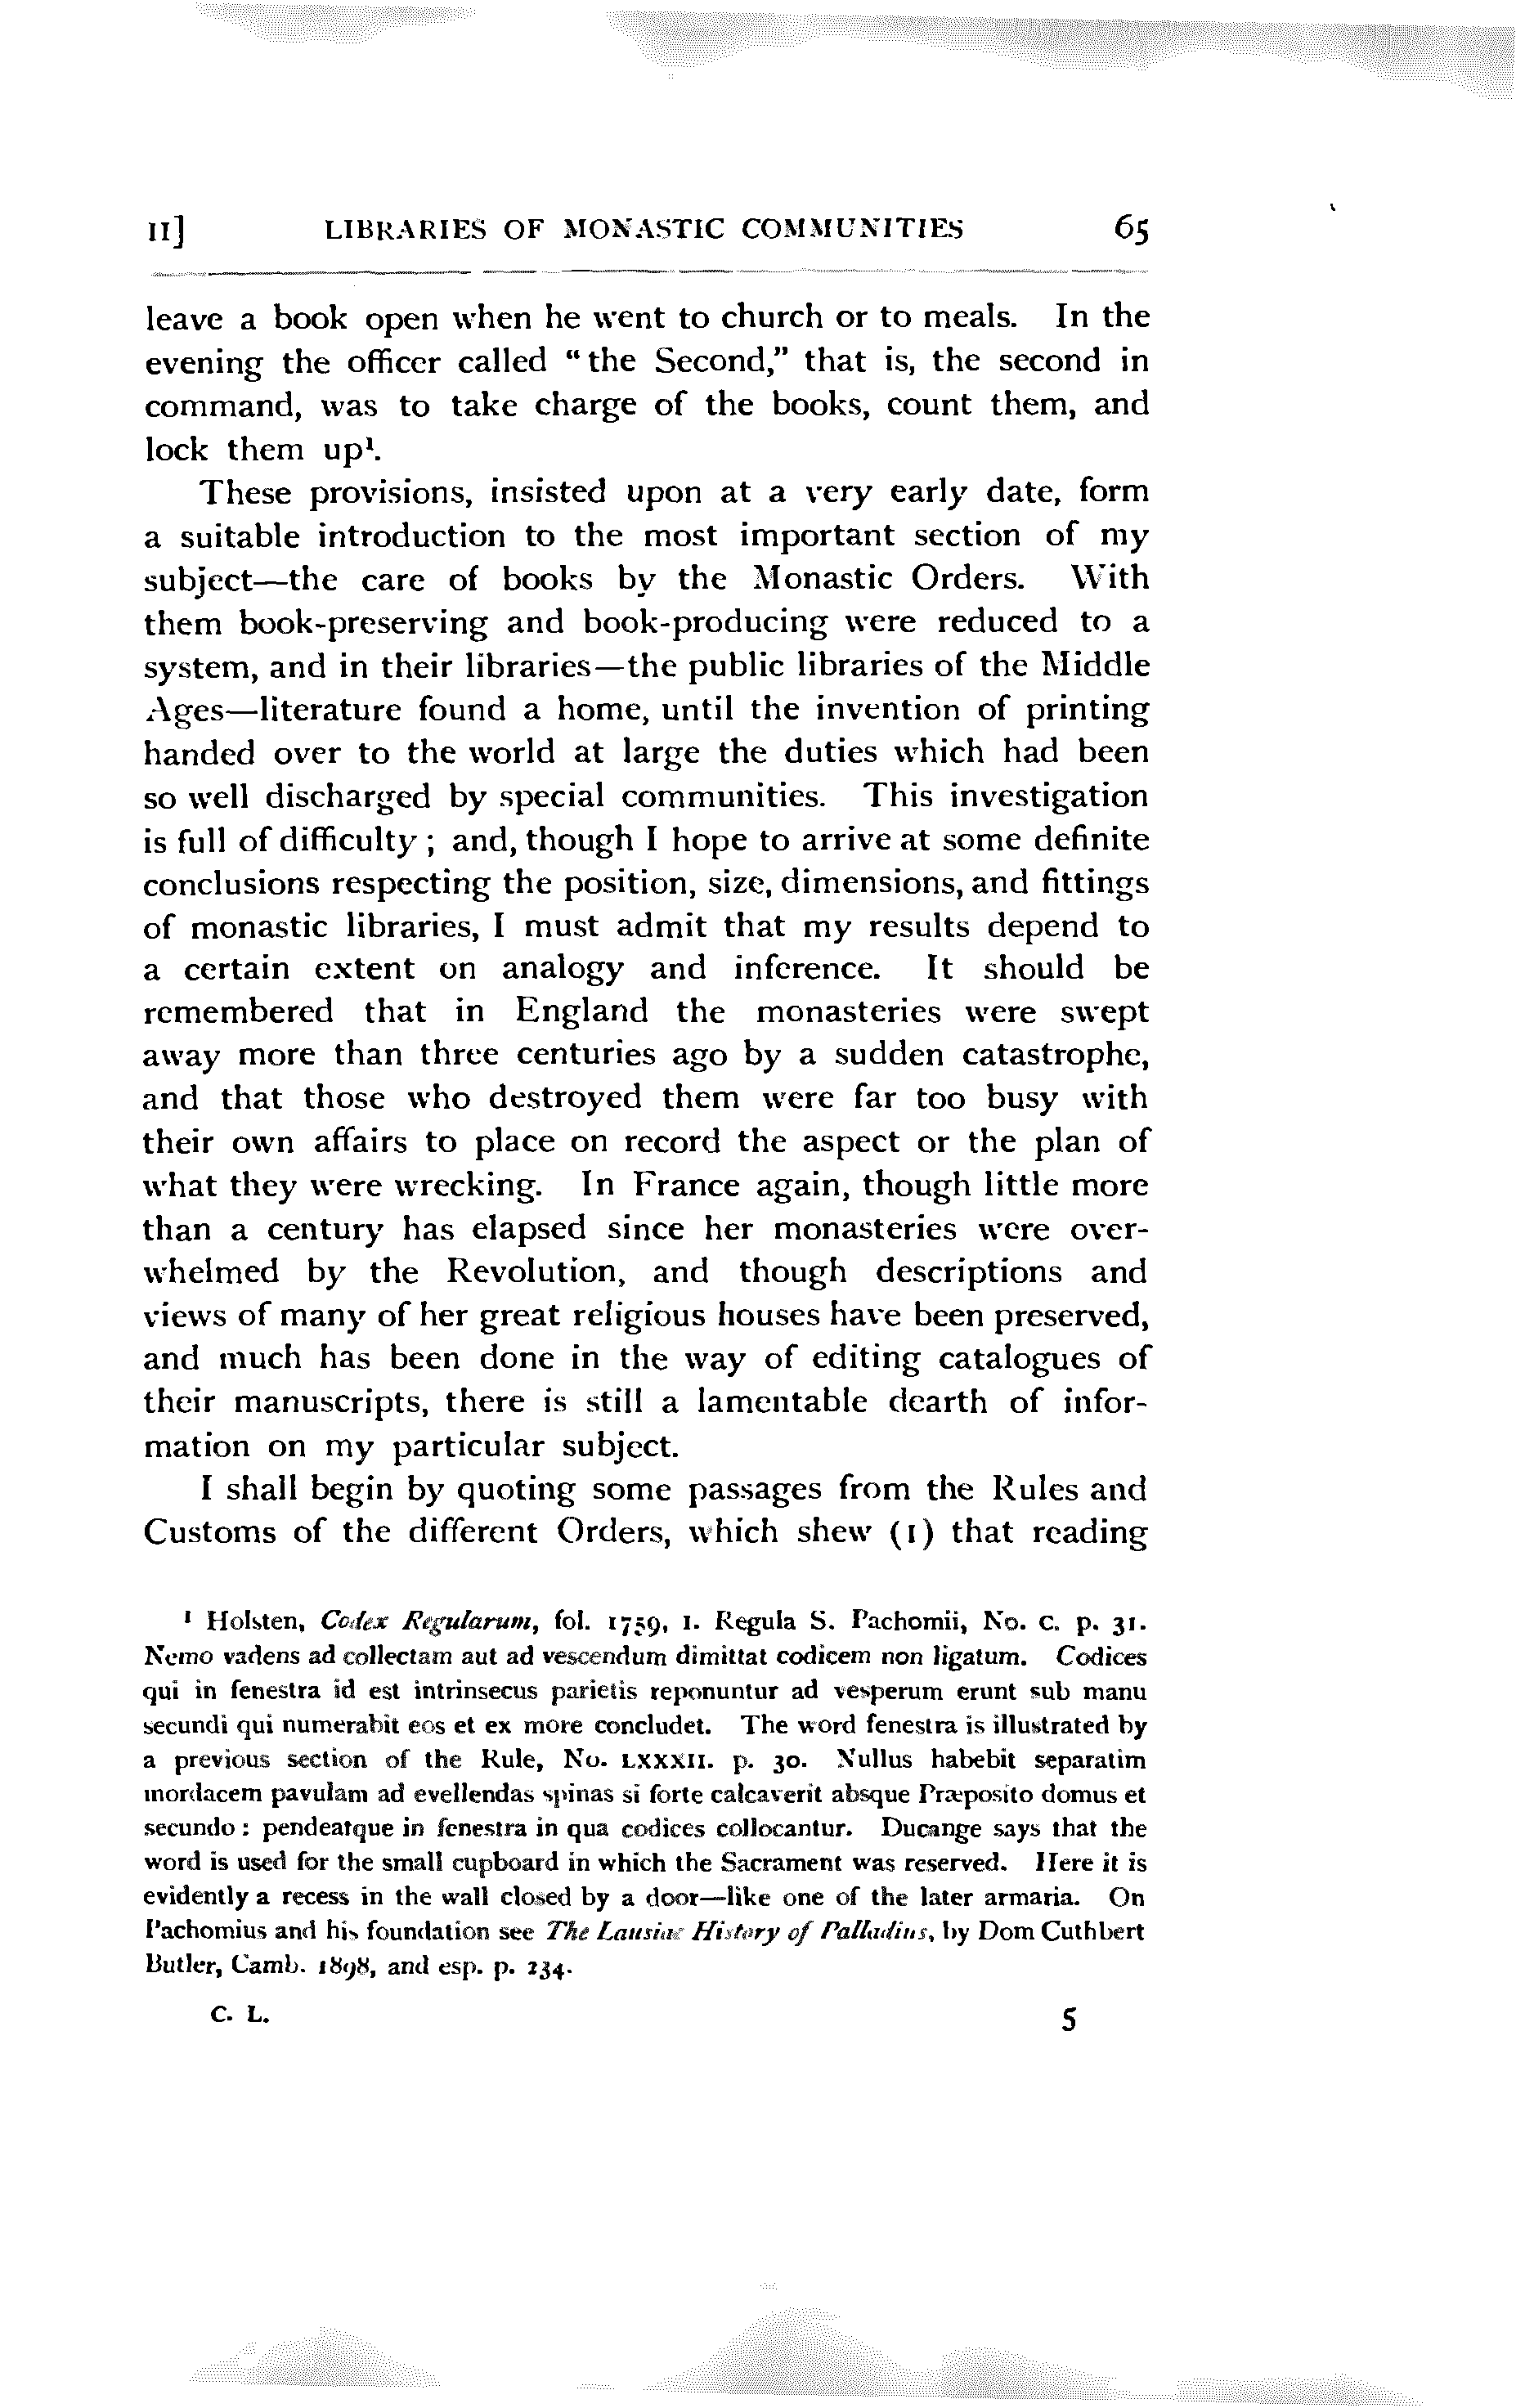 II] LIBRARIES OF MONASTIC COMMUNITIES 65
leave a book open when he went to church or to meals. In the
evening the officer called "the Second," that is, the second in
command, was to take charge of the books, count them, and
lock them up¹.
These provisions, insisted upon at a very early date, form
a suitable introduction to the most important section of my
subject—the care of books by the Monastic Orders. With
them book-preserving and book-producing were reduced to a
system, and in their libraries—the public libraries of the Middle
Ages—literature found a home, until the invention of printing
handed over to the world at large the duties which had been
so well discharged by special communities. This investigation
is full of difficulty; and, though I hope to arrive at some definite
conclusions respecting the position, size, dimensions, and fittings
of monastic libraries, I must admit that my results depend to
a certain extent on analogy and inference. It should be
remembered that in England the monasteries were swept
away more than three centuries ago by a sudden catastrophe,
and that those who destroyed them were far too busy with
their own affairs to place on record the aspect or the plan of
what they were wrecking. In France again, though little more
than a century has elapsed since her monasteries were over-
whelmed by the Revolution, and though descriptions and
views of many of her great religious houses have been preserved,
and much has been done in the way of editing catalogues of
their manuscripts, there is still a lamentable dearth of infor-
mation on my particular subject.
I shall begin by quoting some passages from the Rules and
Customs of the different Orders, which shew (1) that reading
¹ Holsten, Codex Regularum, fol. 1759, I. Regula S. Pachomii, No. C. p. 31.
Nemo vadens ad collectam aut ad vescendum dimittat codicem non ligatum. Codices
qui in fenestra id est intrinsecus parietis reponuntur ad vesperum erunt sub manu
secundi qui numerabit eos et ex more concludet. The word fenestra is illustrated by
a previous section of the Rule, No. LXXXII. p. 30. Nullus habebit separatim
mordacem pavulam ad evellendas spinas si forte calcaverit absque Præposito domus et
secundo: pendeatque in fenestra in qua codices collocantur. Ducange says that the
word is used for the small cupboard in which the Sacrament was reserved. Here it is
evidently a recess in the wall closed by a door—like one of the later armaria. On
Pachomius and his foundation see The Lausiac History of Palladius, by Dom Cuthbert
Butler, Camb. 1898, and esp. p. 234.
C. L. 5